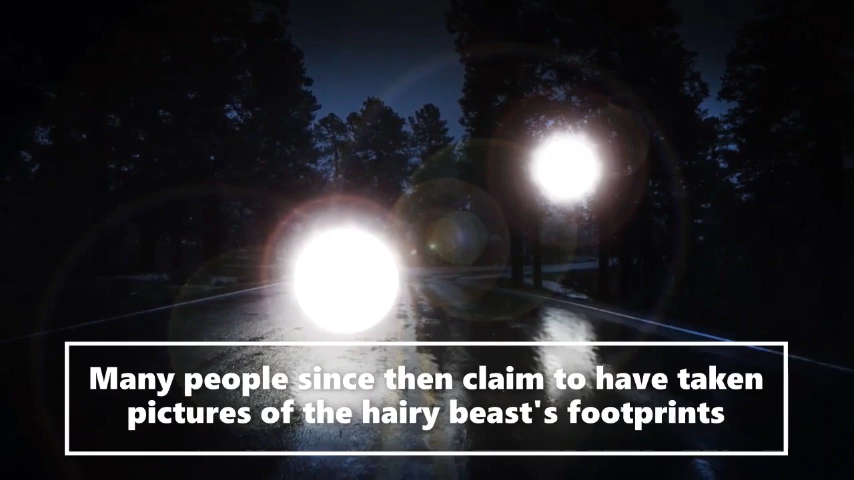 Many people since then claim to have taken
pictures of the hairy beast's footprints